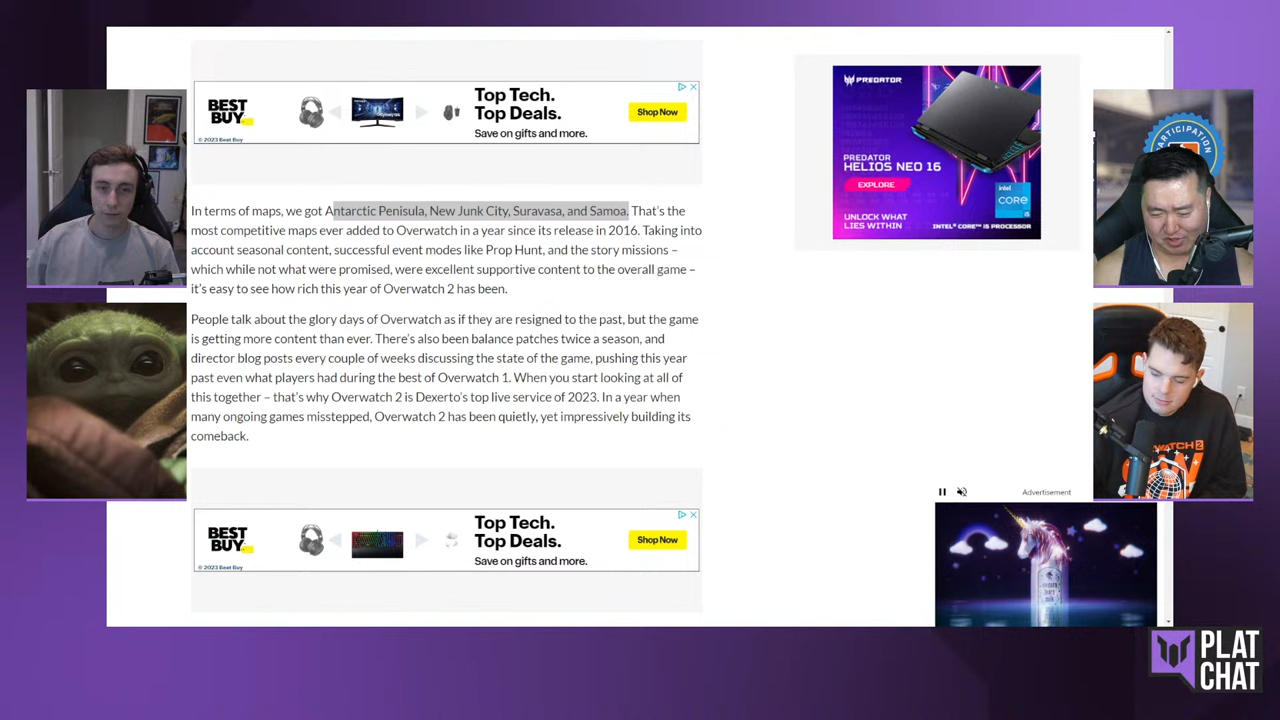 BEST
BUY
© 2023 Best Buy
Top Tech.
Top Deals.
Save on gifts and more.
Shop Now
In terms of maps, we got Antarctic Penisula, New Junk City, Suravasa, and Samoa. That's the
most competitive maps ever added to Overwatch in a year since its release in 2016. Taking into
account seasonal content, successful event modes like Prop Hunt, and the story missions –
which while not what were promised, were excellent supportive content to the overall game –
it's easy to see how rich this year of Overwatch 2 has been.
People talk about the glory days of Overwatch as if they are resigned to the past, but the game
is getting more content than ever. There's also been balance patches twice a season, and
director blog posts every couple of weeks discussing the state of the game, pushing this year
past even what players had during the best of Overwatch 1. When you start looking at all of
this together – that's why Overwatch 2 is Dexerto's top live service of 2023. In a year when
many ongoing games misstepped, Overwatch 2 has been quietly, yet impressively building its
comeback.
BEST
BUY
© 2023 Best Buy
Top Tech.
Top Deals.
Save on gifts and more.
Shop Now
PREDATOR
PREDATOR
HELIOS NEO 16
EXPLORE
UNLOCK WHAT
LIES WITHIN
intel
CORE
i5
INTEL® CORE™ i5 PROCESSOR
PARTICIPATION
Advertisement
PLAT
CHAT